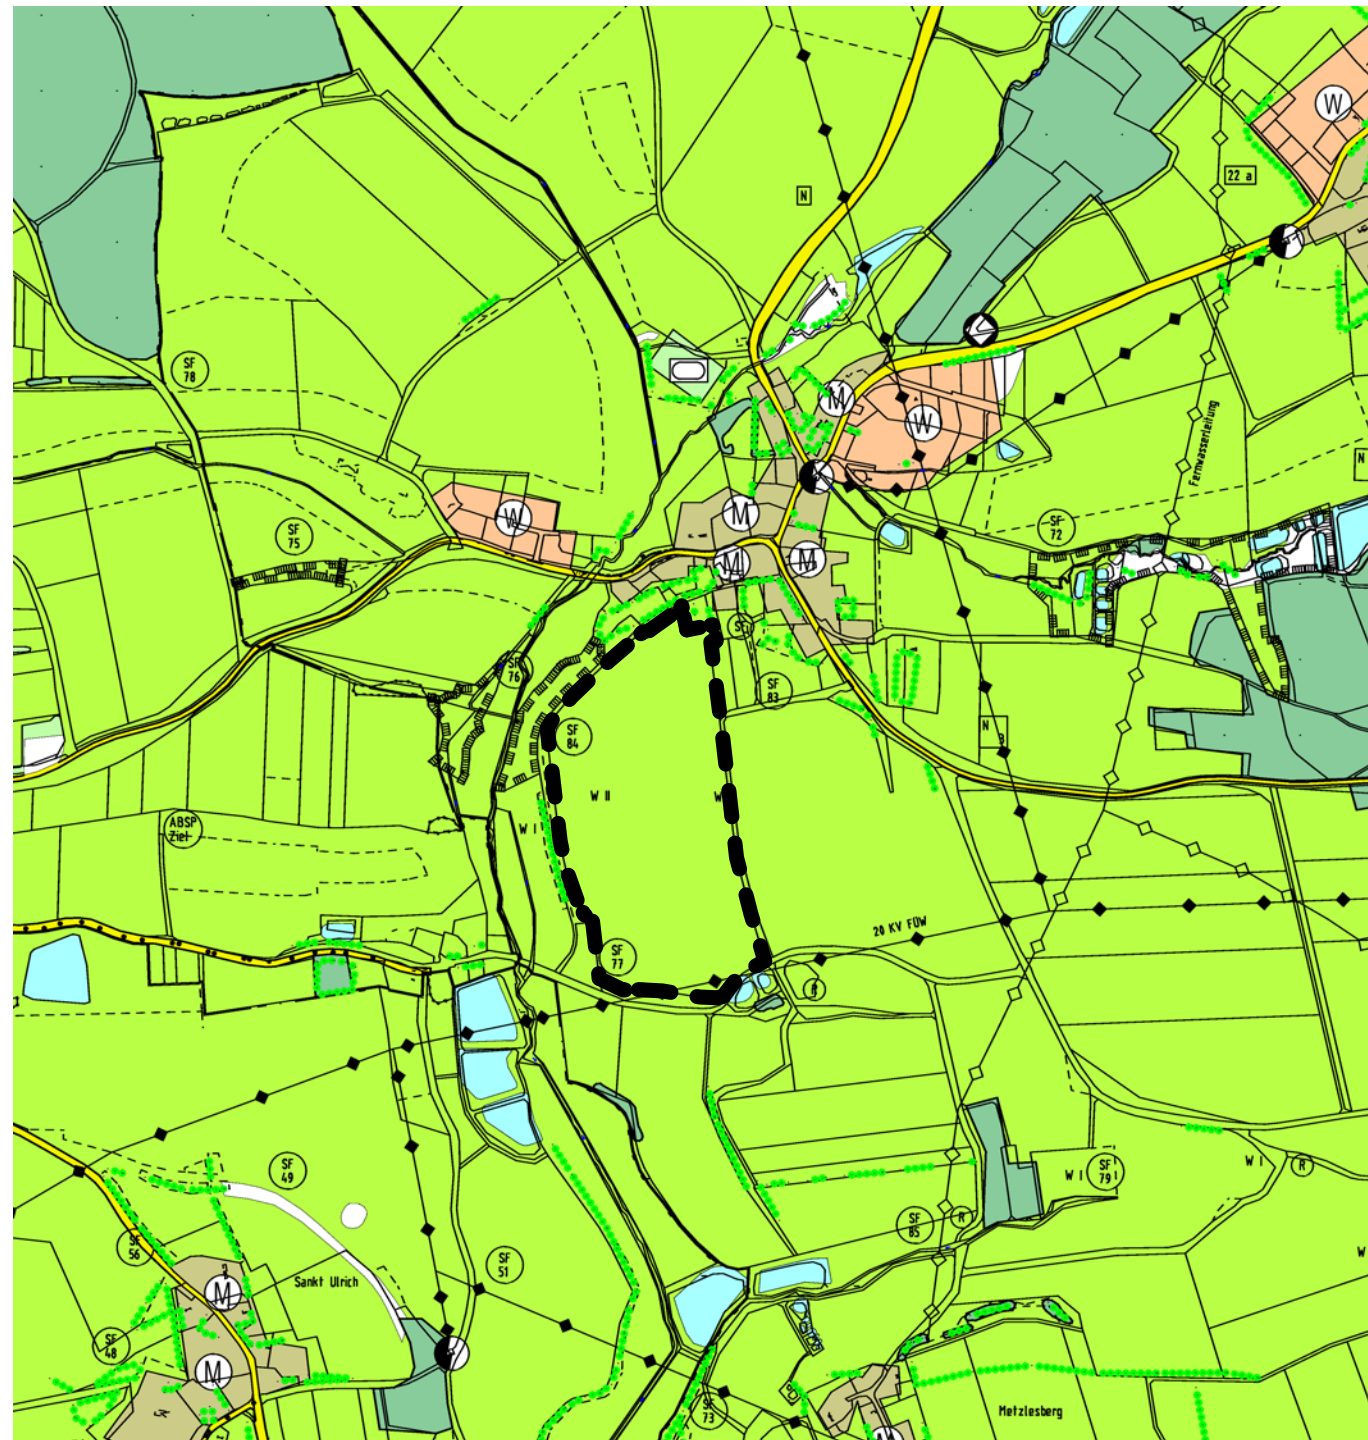 W
N
22 a
SF
78
M
W
Fernwasserleitung
N
W
M
SF
75
SF
72
M
M
SF
76
SF
83
SF
84
N
W II
W I
ABSP
Ziel
20 KV FÜW
SF
77
R
SF
49
W I
SF
79
W I
R
SF
85
R
SF
56
SF
51
Sankt Ulrich
M
W
SF
48
M
SF
73
Metzlesberg
M